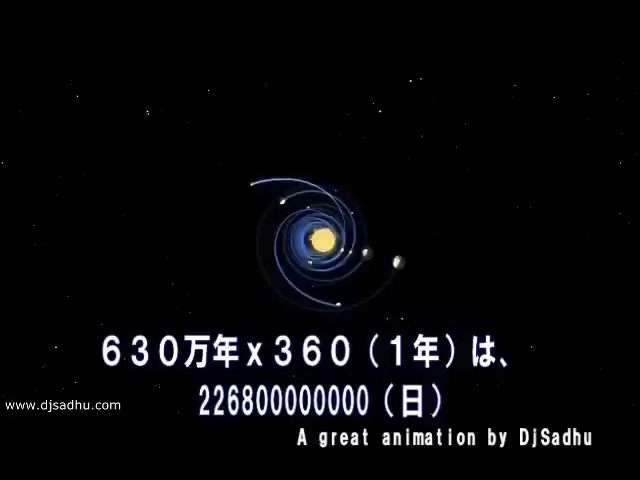 ６３０万年ｘ３６０（１年）は、
226800000000（日）
www.djsadhu.com
A great animation by DjSadhu